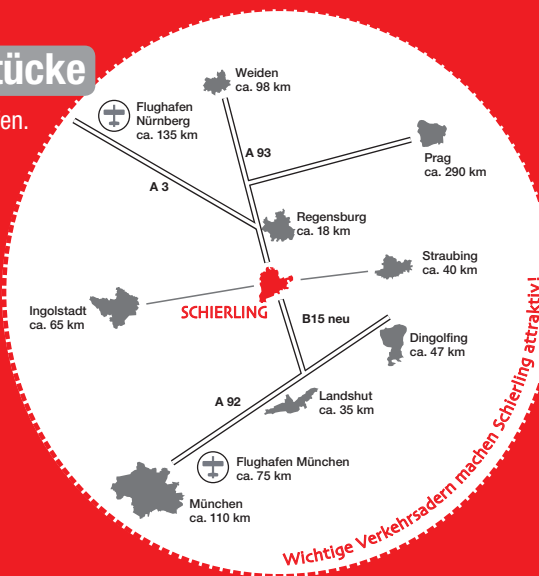 Weiden
ca. 98 km
Flughafen
Nürnberg
ca. 135 km
A 93
Prag
ca. 290 km
A 3
Regensburg
ca. 18 km
Straubing
ca. 40 km
Ingolstadt
ca. 65 km
SCHIERLING
B15 neu
Dingolfing
ca. 47 km
A 92
Landshut
ca. 35 km
Flughafen München
ca. 75 km
München
ca. 110 km
Wichtige Verkehrsadern machen Schierling attraktiv!